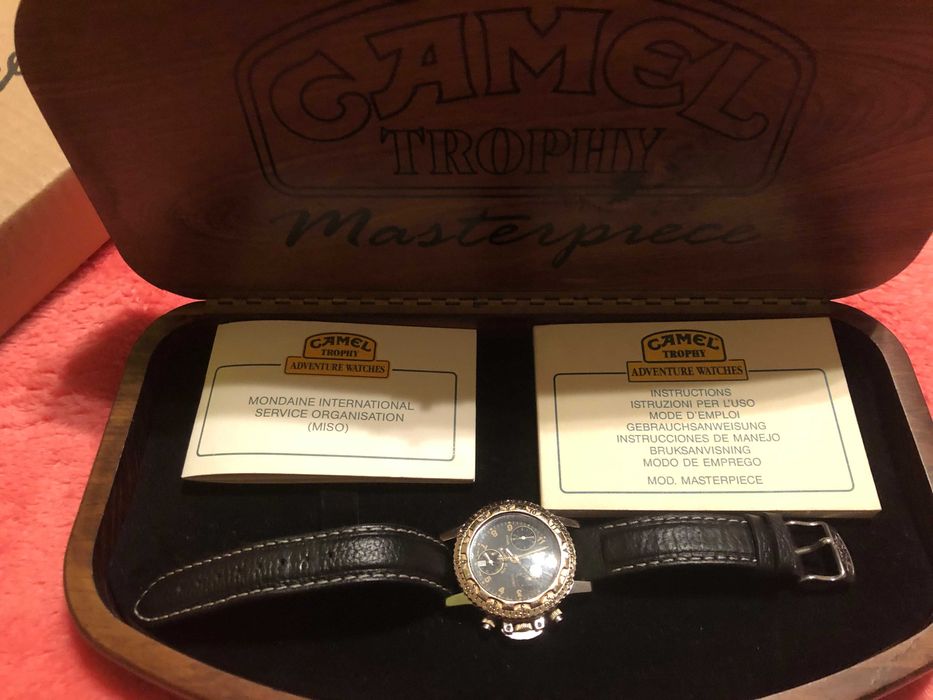 CAMEL
TROPHY
Masterpiece
CAMEL
TROPHY
ADVENTURE WATCHES
MONDAINE INTERNATIONAL
SERVICE ORGANISATION
(MISO)
CAMEL
TROPHY
ADVENTURE WATCHES
INSTRUCTIONS
ISTRUZIONI PER L'USO
MODE D'EMPLOI
GEBRAUCHSANWEISUNG
INSTRUCCIONES DE MANEJO
BRUKSANVISNING
MODO DE EMPREGO
MOD. MASTERPIECE